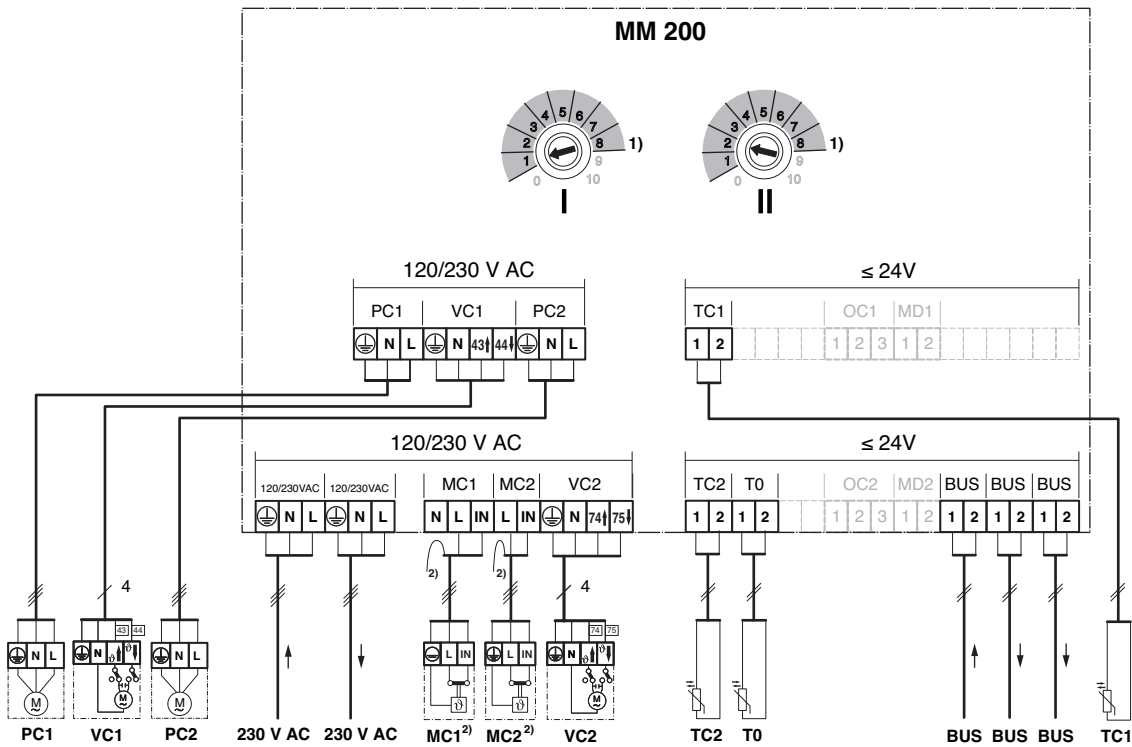 MM 200
4 5 6
3 7
2 8 1)
1 9
0 10
I
4 5 6
3 7
2 8 1)
1 9
0 10
II
120/230 V AC
≤ 24V
PC1 VC1 PC2
TC1 OC1 MD1
N L N 43 44 N L
1 2 1 2 3 1 2
120/230 V AC
≤ 24V
120/230VAC 120/230VAC MC1 MC2 VC2
TC2 T0 OC2 MD2 BUS BUS BUS
N L N L N L IN L IN N 74 75
1 2 1 2 1 2 3 1 2 1 2 1 2 1 2
2) 2)
4 4
43 44 74 75
N L N ϑ ϑ N L L IN L IN N ϑ ϑ
M ~ M ~ M ~ ϑ ϑ M ~
PC1 VC1 PC2 230 V AC 230 V AC MC1²⁾ MC2²⁾ VC2 TC2 T0 BUS BUS BUS TC1